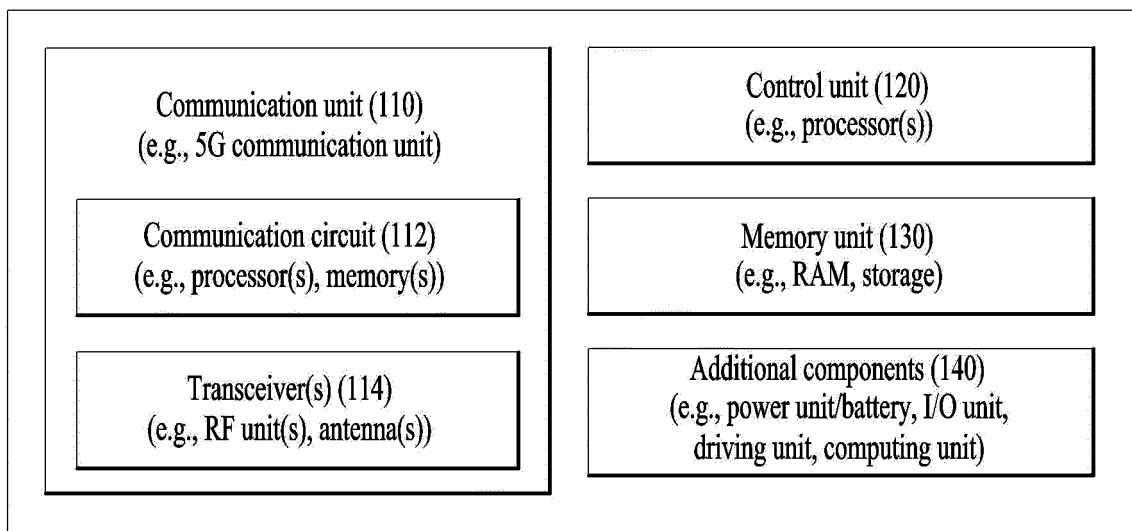 Communication unit (110)
(e.g., 5G communication unit)
Communication circuit (112)
(e.g., processor(s), memory(s))
Transceiver(s) (114)
(e.g., RF unit(s), antenna(s))
Control unit (120)
(e.g., processor(s))
Memory unit (130)
(e.g., RAM, storage)
Additional components (140)
(e.g., power unit/battery, I/O unit,
driving unit, computing unit)